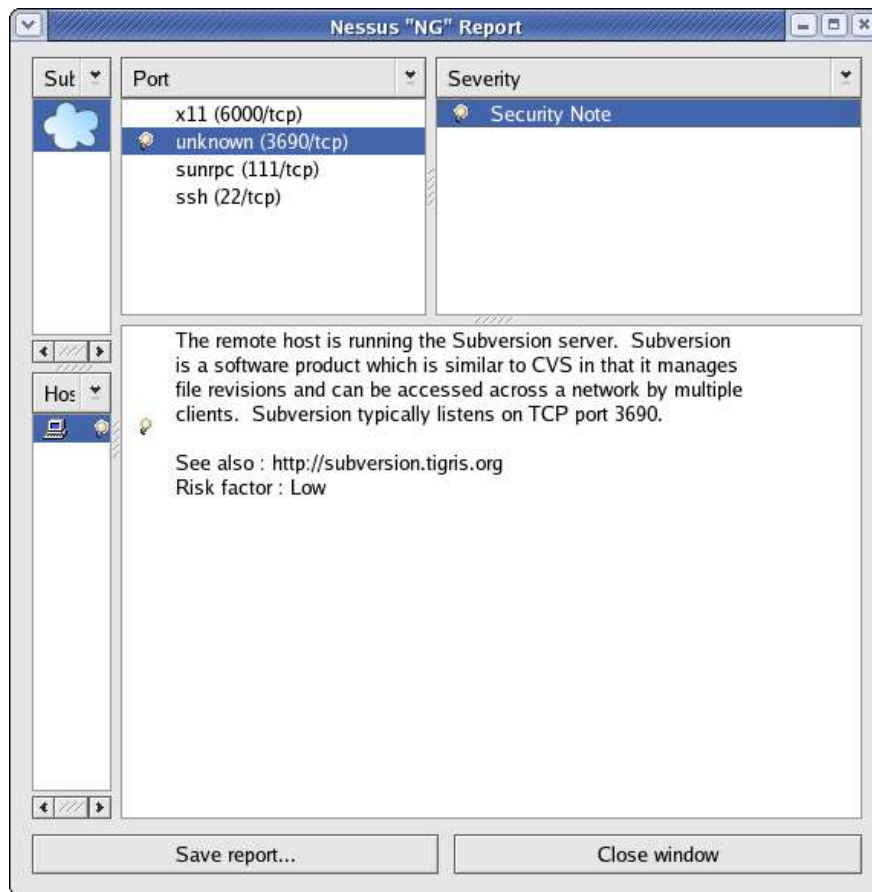 Nessus "NG" Report
Sub
Port
Severity
x11 (6000/tcp)
unknown (3690/tcp)
sunrpc (111/tcp)
ssh (22/tcp)
Security Note
Hos
The remote host is running the Subversion server. Subversion
is a software product which is similar to CVS in that it manages
file revisions and can be accessed across a network by multiple
clients. Subversion typically listens on TCP port 3690.
See also : http://subversion.tigris.org
Risk factor : Low
Save report...
Close window